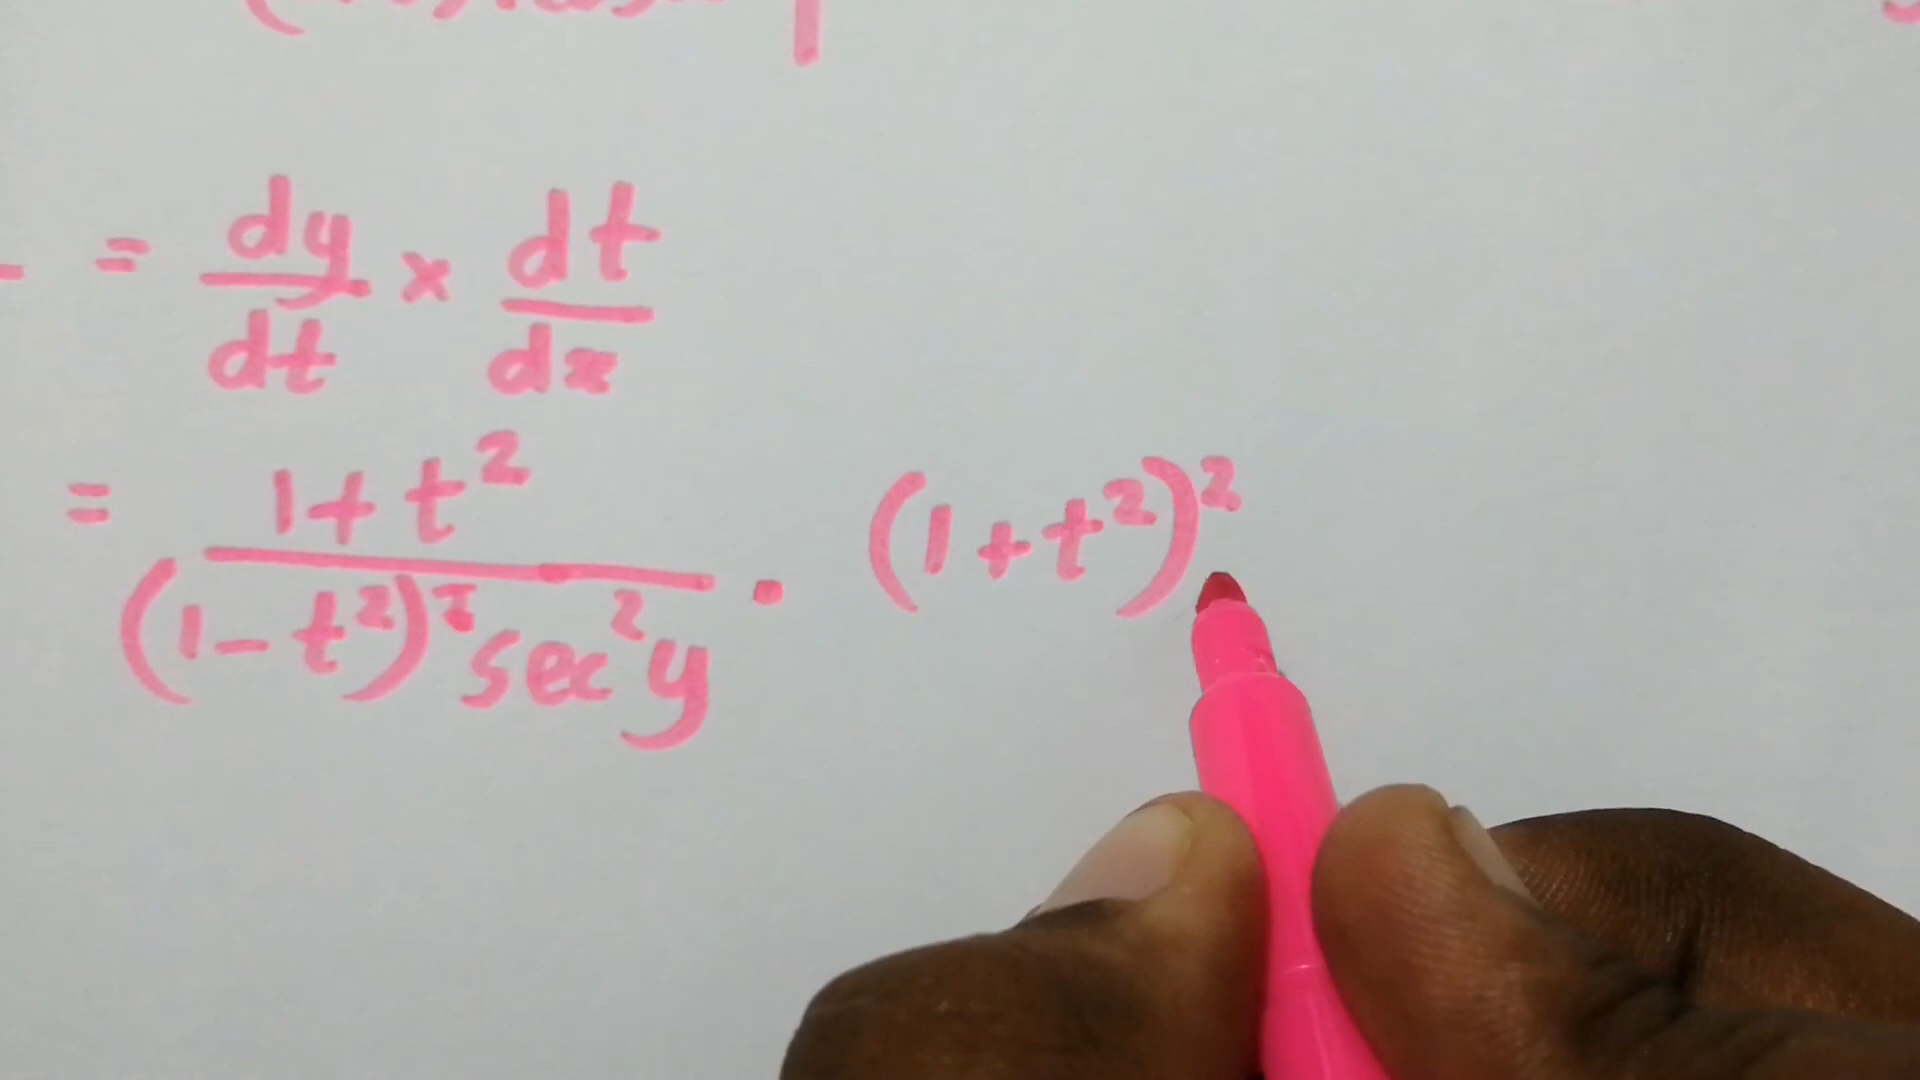 = dy/dt × dt/dx
= 1+t²/(1-t²)² sec²y · (1+t²)²